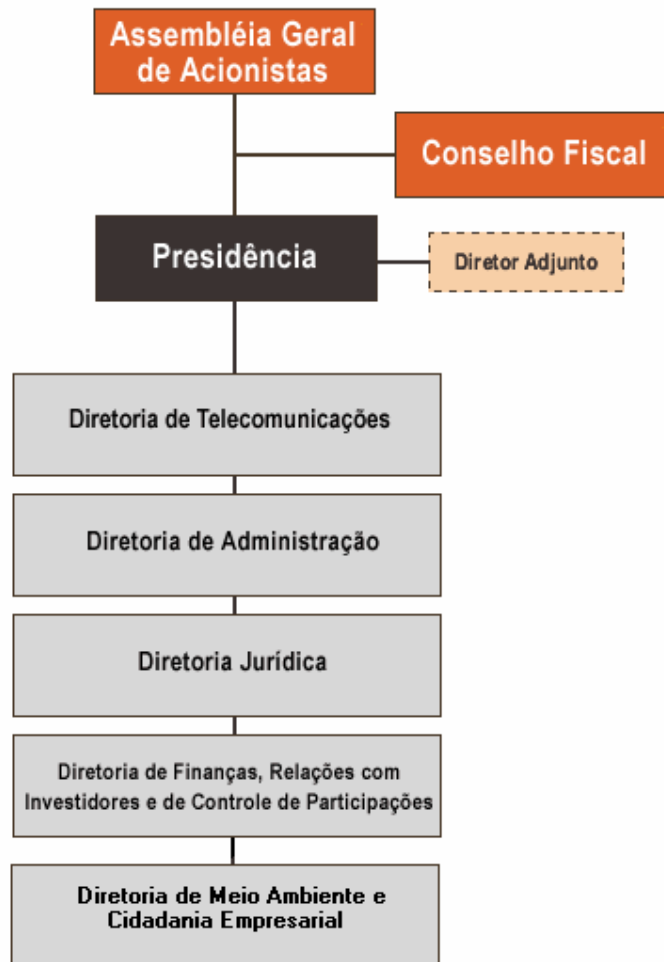 Assembléia Geral
de Acionistas
Conselho Fiscal
Presidência
Diretor Adjunto
Diretoria de Telecomunicações
Diretoria de Administração
Diretoria Jurídica
Diretoria de Finanças, Relações com
Investidores e de Controle de Participações
Diretoria de Meio Ambiente e
Cidadania Empresarial